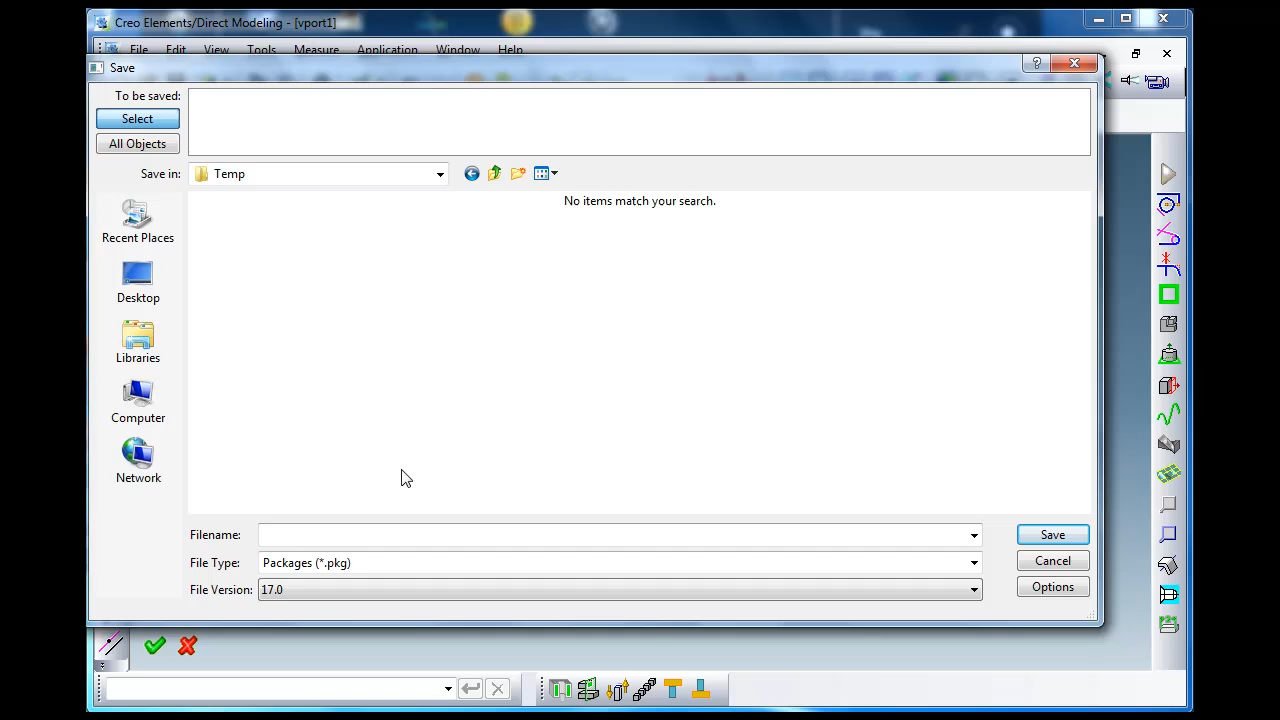 Creo Elements/Direct Modeling - [vport1]
File Edit View Tools Measure Application Window Help
Save
To be saved:
Select
All Objects
Save in: Temp
No items match your search.
Recent Places
Desktop
Libraries
Computer
Network
Filename: Save
File Type: Packages (*.pkg) Cancel
File Version: 17.0 Options